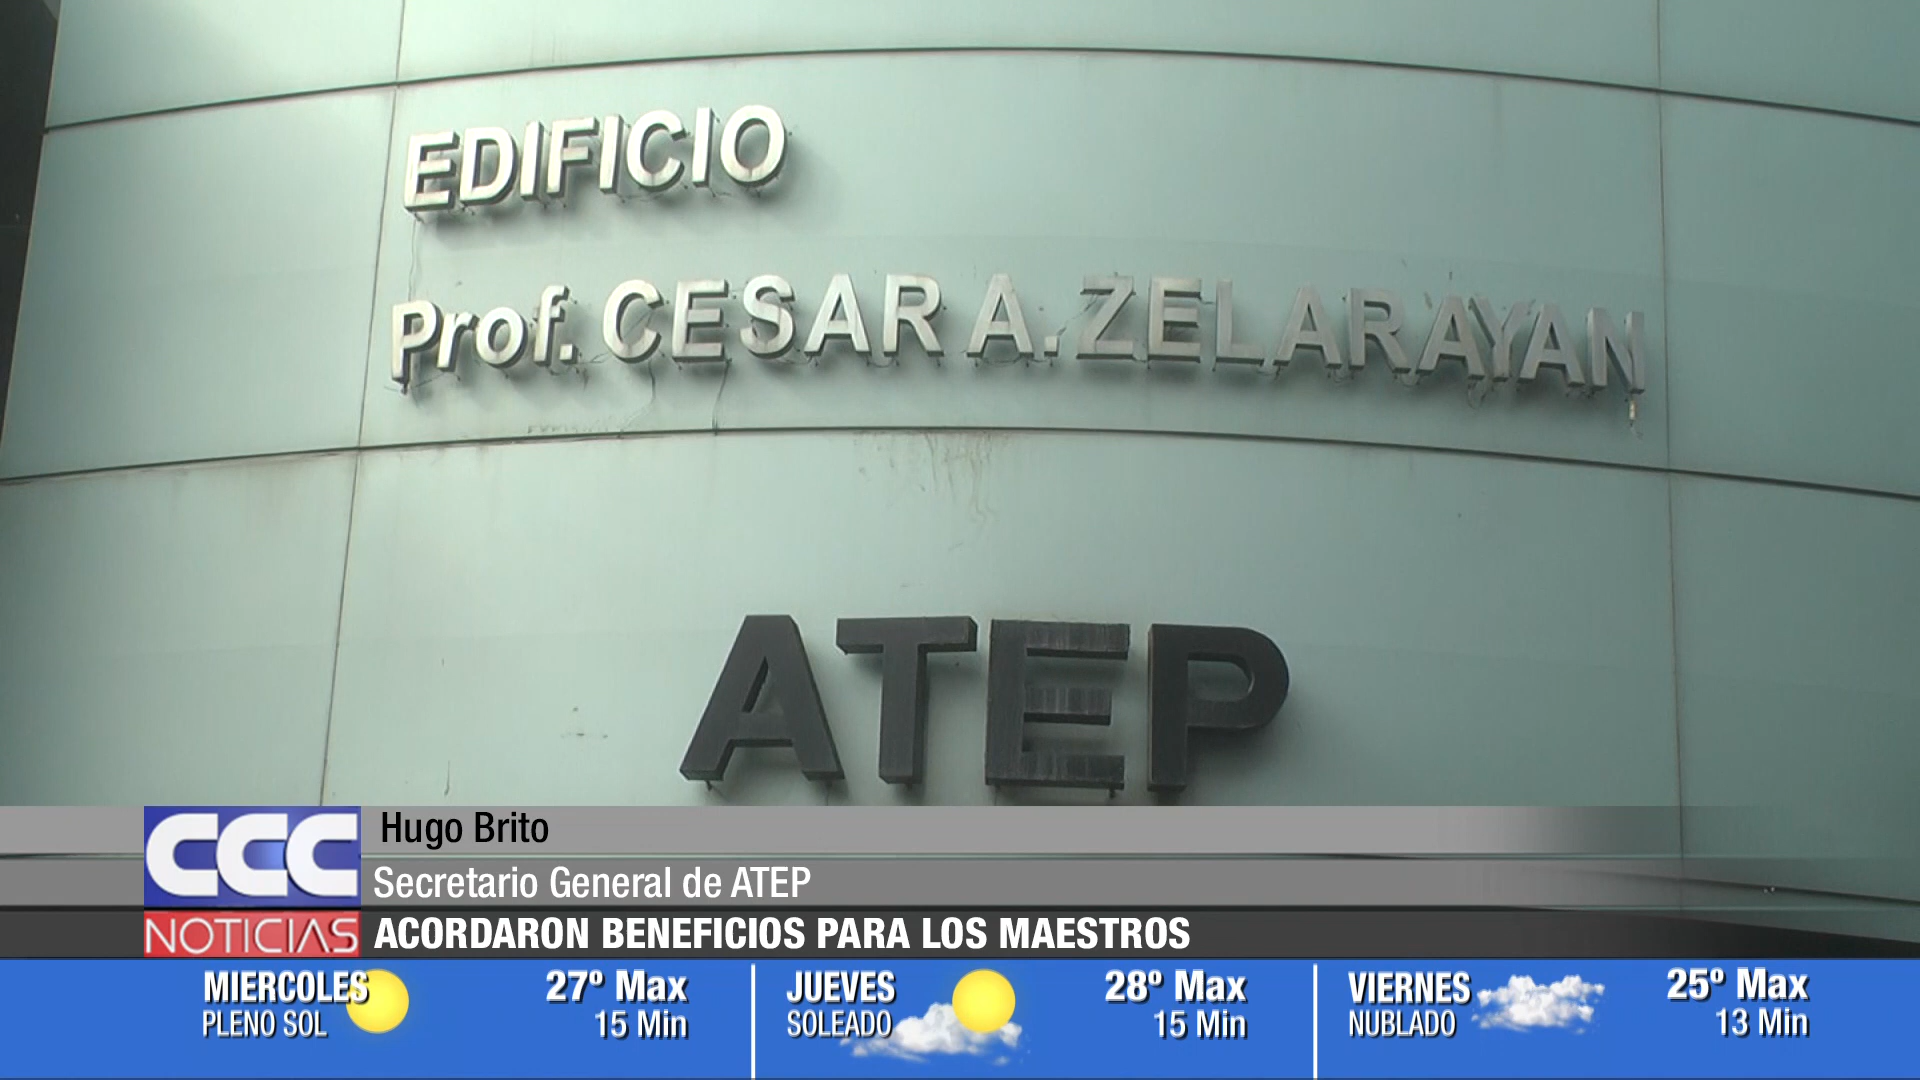 EDIFICIO
Prof. CESAR A. ZELARAYAN
ATEP
CCC
NOTICIAS
Hugo Brito
Secretario General de ATEP
ACORDARON BENEFICIOS PARA LOS MAESTROS
MIERCOLES 27º Max
PLENO SOL 15 Min
JUEVES 28º Max
SOLEADO 15 Min
VIERNES 25º Max
NUBLADO 13 Min